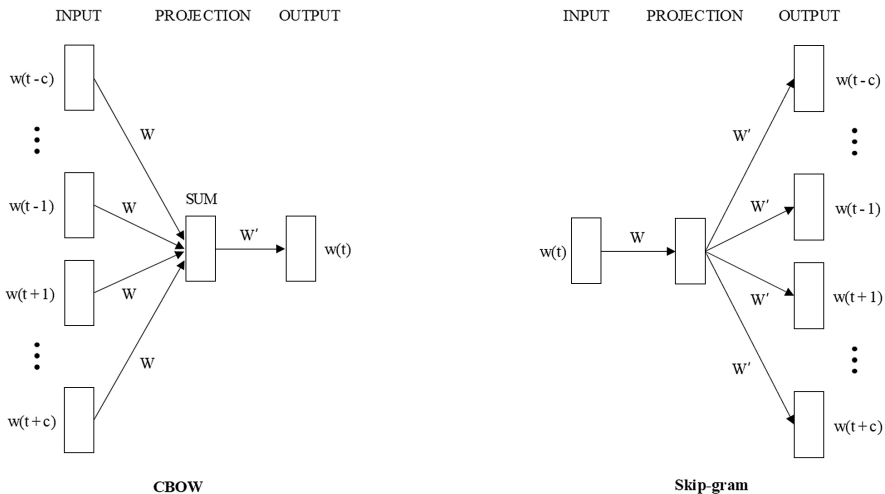 INPUT PROJECTION OUTPUT
w(t-c)
W
w(t-1)
W
SUM
W'
w(t)
w(t+1)
W
W
w(t+c)
CBOW
INPUT PROJECTION OUTPUT
w(t-c)
W'
w(t-1)
W'
w(t)
W
w(t+1)
W'
W'
w(t+c)
Skip-gram